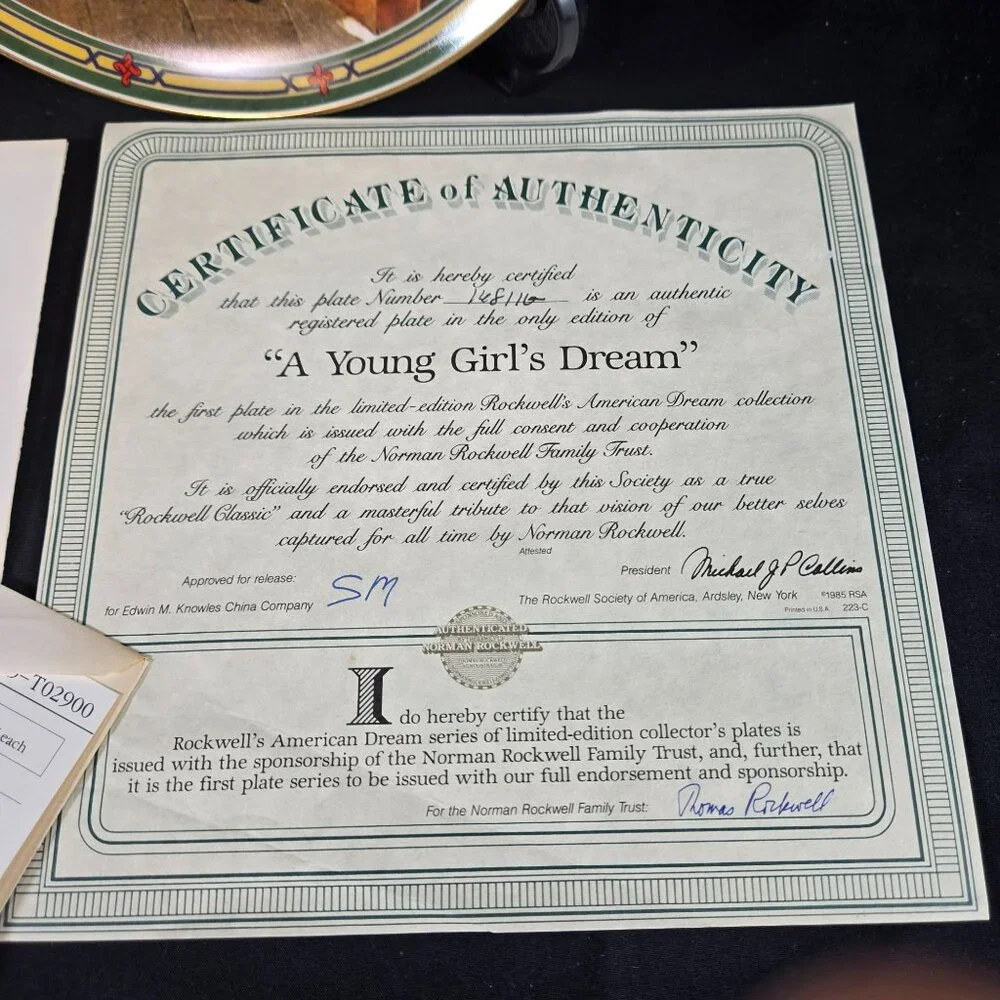 CERTIFICATE of AUTHENTICITY
It is hereby certified
that this plate Number is an authentic
registered plate in the only edition of
“A Young Girl’s Dream”
the first plate in the limited-edition Rockwell’s American Dream collection
which is issued with the full consent and cooperation
of the Norman Rockwell Family Trust.
It is officially endorsed and certified by this Society as a true
“Rockwell Classic” and a masterful tribute to that vision of our better selves
captured for all time by Norman Rockwell.
Attested
Approved for release:
for Edwin M. Knowles China Company SM
President Michael J P Collins
The Rockwell Society of America, Ardsley, New York ©1985 RSA
Printed in U.S.A. 223-C
AUTHENTICATED
NORMAN ROCKWELL
I do hereby certify that the
Rockwell’s American Dream series of limited-edition collector’s plates is
issued with the sponsorship of the Norman Rockwell Family Trust, and, further, that
it is the first plate series to be issued with our full endorsement and sponsorship.
For the Norman Rockwell Family Trust: Thomas Rockwell
-T02900
each